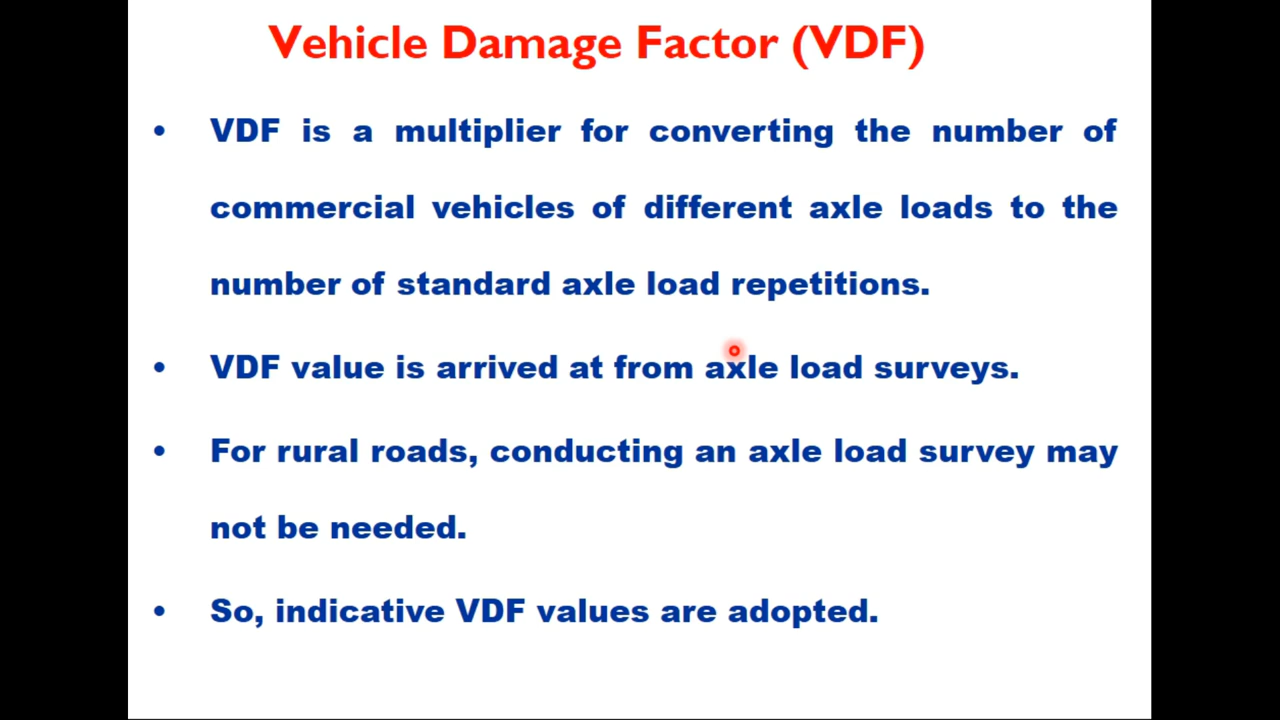 Vehicle Damage Factor (VDF)
• VDF is a multiplier for converting the number of
commercial vehicles of different axle loads to the
number of standard axle load repetitions.
• VDF value is arrived at from axle load surveys.
• For rural roads, conducting an axle load survey may
not be needed.
• So, indicative VDF values are adopted.